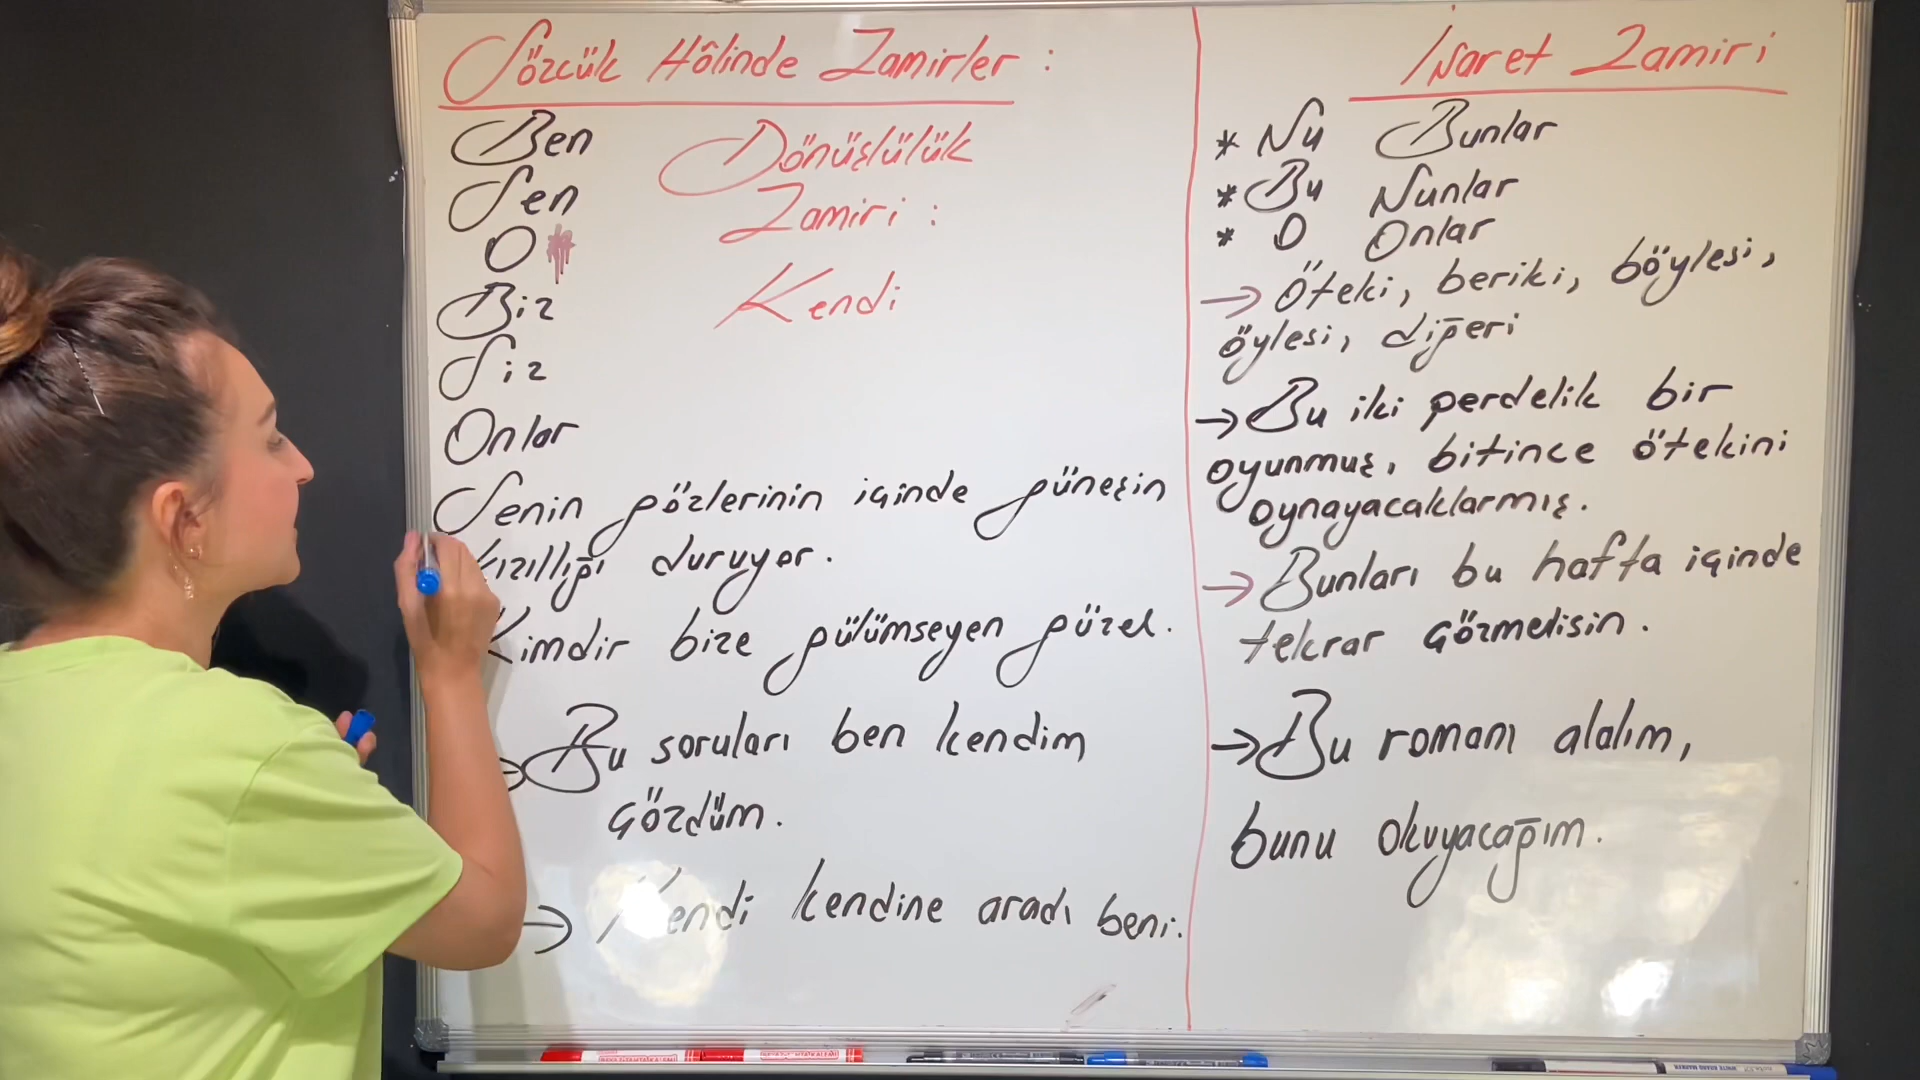 Sözcük Hâlinde Zamirler :
Ben
Sen
O
Biz
Siz
Onlar
Dönüşlülük
Zamiri :
Kendi
Senin gözlerinin içinde güneşin
kızıllığı duruyor.
Kimdir bize gülümseyen güzel.
Bu soruları ben kendim
çözdüm.
→ Kendi kendine aradı beni.
İşaret Zamiri
* Şu Bunlar
* Bu Şunlar
* O Onlar
→ Öteki, beriki, böylesi,
öylesi, diğeri
→ Bu iki perdelik bir
oyunmuş, bitince ötekini
oynayacaklarmış.
→ Bunları bu hafta içinde
tekrar çözmelisin.
→ Bu romanı alalım,
bunu okuyacağım.